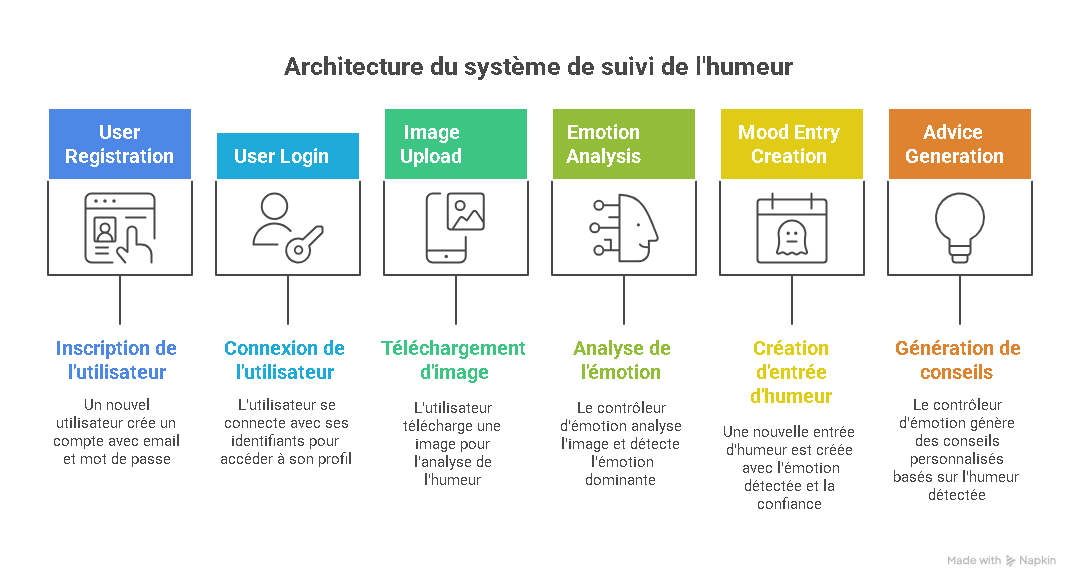 Architecture du système de suivi de l'humeur
User
Registration
User Login
Image
Upload
Emotion
Analysis
Mood Entry
Creation
Advice
Generation
Inscription de
l'utilisateur
Un nouvel
utilisateur crée un
compte avec email
et mot de passe
Connexion de
l'utilisateur
L'utilisateur se
connecte avec ses
identifiants pour
accéder à son profil
Téléchargement
d'image
L'utilisateur
télécharge une
image pour
l'analyse de
l'humeur
Analyse de
l'émotion
Le contrôleur
d'émotion analyse
l'image et détecte
l'émotion
dominante
Création
d'entrée
d'humeur
Une nouvelle entrée
d'humeur est créée
avec l'émotion
détectée et la
confiance
Génération de
conseils
Le contrôleur
d'émotion génère
des conseils
personnalisés
basés sur l'humeur
détectée
Made with Napkin